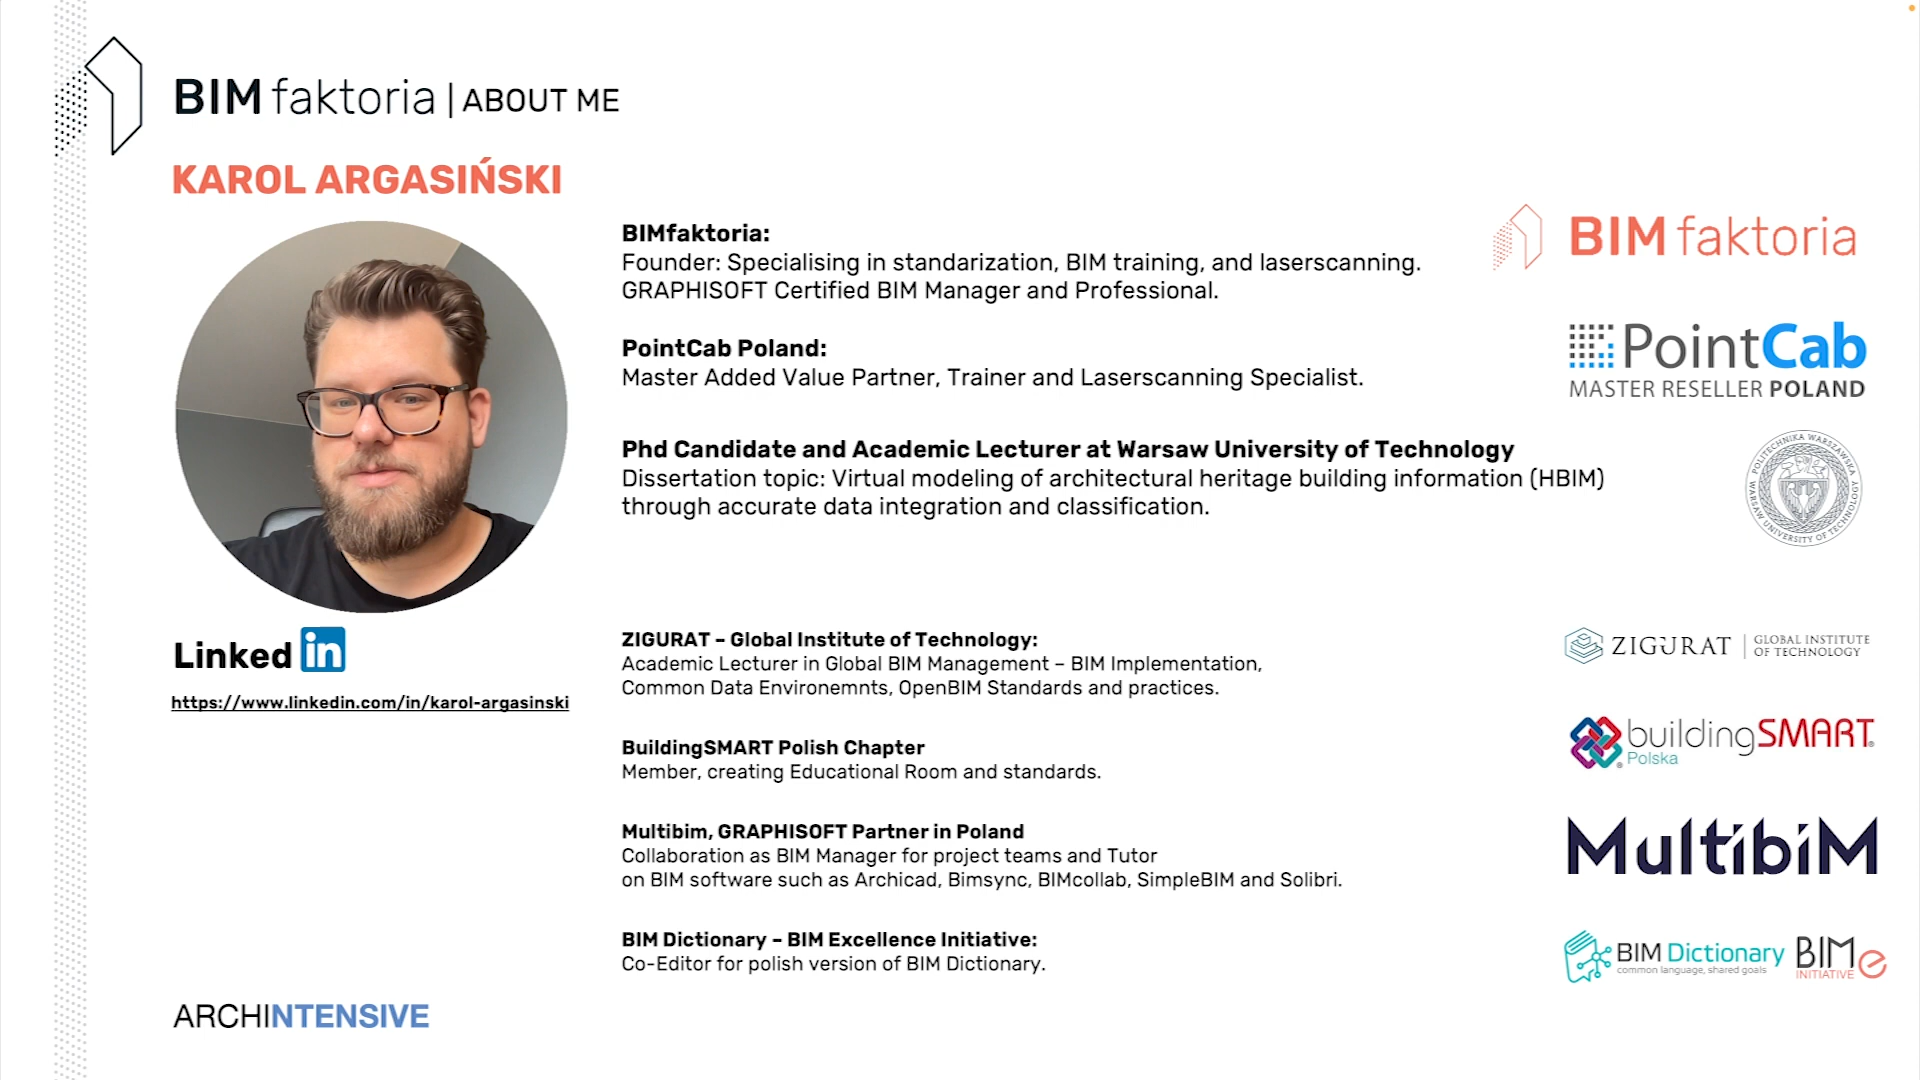 BIM faktoria | ABOUT ME
KAROL ARGASIŃSKI
BIMfaktoria:
Founder: Specialising in standarization, BIM training, and laserscanning.
GRAPHISOFT Certified BIM Manager and Professional.
BIM faktoria
PointCab Poland:
Master Added Value Partner, Trainer and Laserscanning Specialist.
PointCab
MASTER RESELLER POLAND
Phd Candidate and Academic Lecturer at Warsaw University of Technology
Dissertation topic: Virtual modeling of architectural heritage building information (HBIM)
through accurate data integration and classification.
POLITECHNIKA WARSZAWSKA
WARSAW UNIVERSITY OF TECHNOLOGY
Linked in
https://www.linkedin.com/in/karol-argasinski
ZIGURAT – Global Institute of Technology:
Academic Lecturer in Global BIM Management – BIM Implementation,
Common Data Environemnts, OpenBIM Standards and practices.
ZIGURAT | GLOBAL INSTITUTE
OF TECHNOLOGY
BuildingSMART Polish Chapter
Member, creating Educational Room and standards.
buildingSMART®
Polska
Multibim, GRAPHISOFT Partner in Poland
Collaboration as BIM Manager for project teams and Tutor
on BIM software such as Archicad, Bimsync, BIMcollab, SimpleBIM and Solibri.
MultibiM
BIM Dictionary – BIM Excellence Initiative:
Co-Editor for polish version of BIM Dictionary.
BIM Dictionary
common language, shared goals
BIMe
INITIATIVE
ARCHINTENSIVE